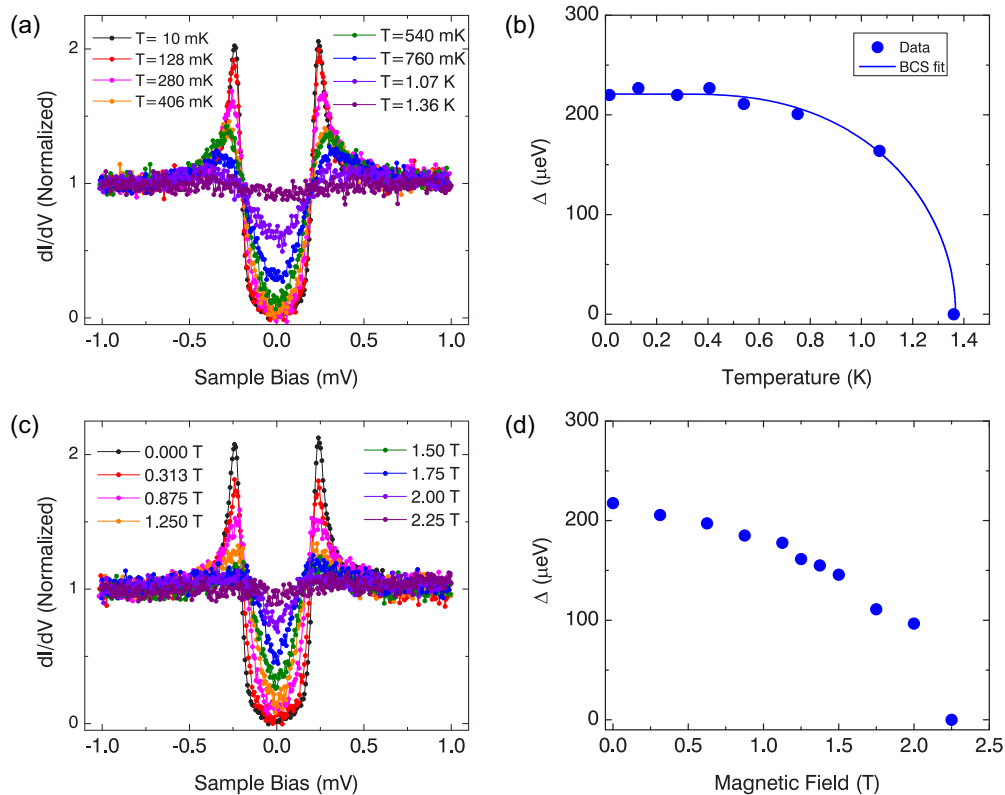 (a)
T= 10 mK
T=128 mK
T=280 mK
T=406 mK
T=540 mK
T=760 mK
T=1.07 K
T=1.36 K
2
1
0
dI/dV (Normalized)
-1.0 -0.5 0.0 0.5 1.0
Sample Bias (mV)
(b)
Data
BCS fit
300
200
100
0
Δ (μeV)
0.0 0.2 0.4 0.6 0.8 1.0 1.2 1.4
Temperature (K)
(c)
0.000 T
0.313 T
0.875 T
1.250 T
1.50 T
1.75 T
2.00 T
2.25 T
2
1
0
dI/dV (Normalized)
-1.0 -0.5 0.0 0.5 1.0
Sample Bias (mV)
(d)
300
200
100
0
Δ (μeV)
0.0 0.5 1.0 1.5 2.0 2.5
Magnetic Field (T)